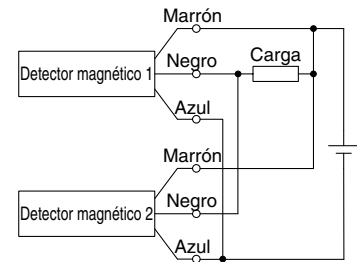 Marrón
Negro
Carga
Detector magnético 1
Azul
Marrón
Negro
Detector magnético 2
Azul